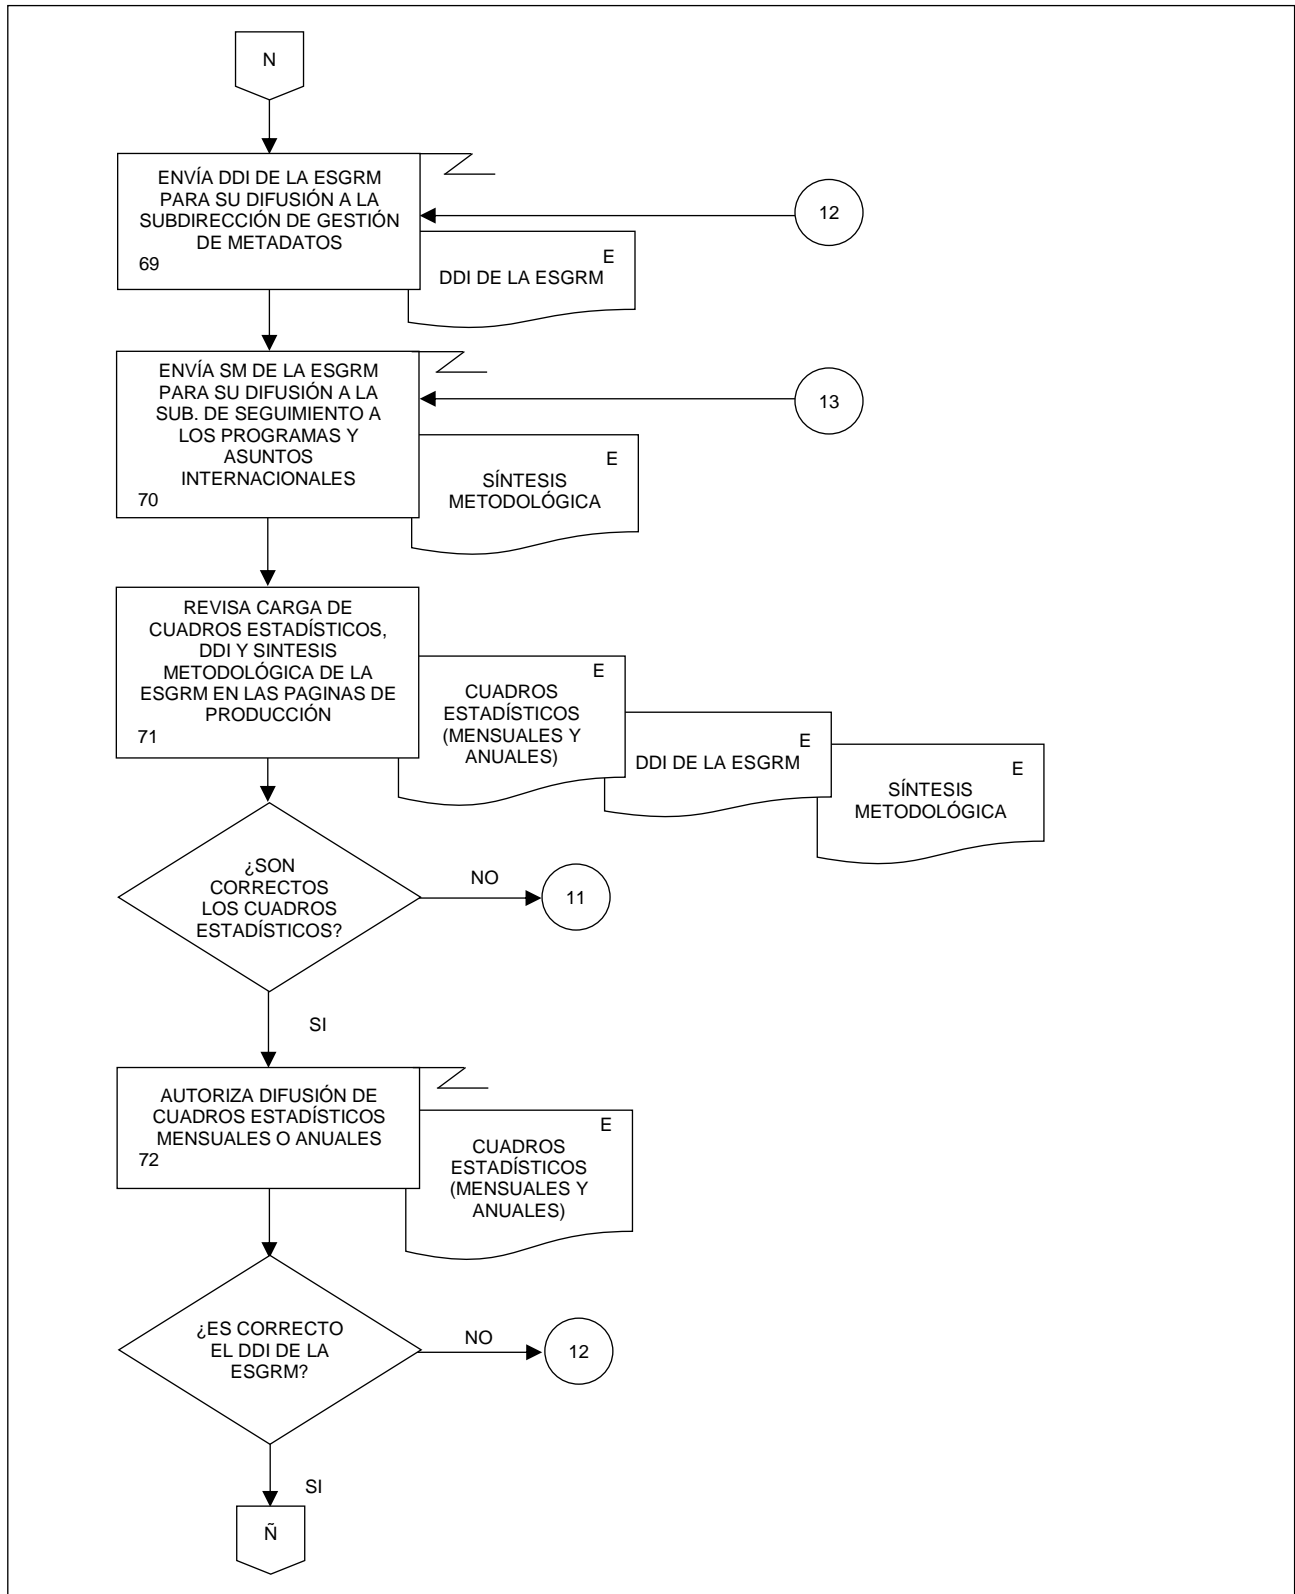 N
ENVÍA DDI DE LA ESGRM
PARA SU DIFUSIÓN A LA
SUBDIRECCIÓN DE GESTIÓN
DE METADATOS
69
12
E
DDI DE LA ESGRM
ENVÍA SM DE LA ESGRM
PARA SU DIFUSIÓN A LA
SUB. DE SEGUIMIENTO A
LOS PROGRAMAS Y
ASUNTOS
INTERNACIONALES
70
13
E
SÍNTESIS
METODOLÓGICA
REVISA CARGA DE
CUADROS ESTADÍSTICOS,
DDI Y SINTESIS
METODOLÓGICA DE LA
ESGRM EN LAS PAGINAS DE
PRODUCCIÓN
71
E
CUADROS
ESTADÍSTICOS
(MENSUALES Y
ANUALES)
E
DDI DE LA ESGRM
E
SÍNTESIS
METODOLÓGICA
¿SON
CORRECTOS
LOS CUADROS
ESTADÍSTICOS?
NO
11
SI
AUTORIZA DIFUSIÓN DE
CUADROS ESTADÍSTICOS
MENSUALES O ANUALES
72
E
CUADROS
ESTADÍSTICOS
(MENSUALES Y
ANUALES)
¿ES CORRECTO
EL DDI DE LA
ESGRM?
NO
12
SI
Ñ